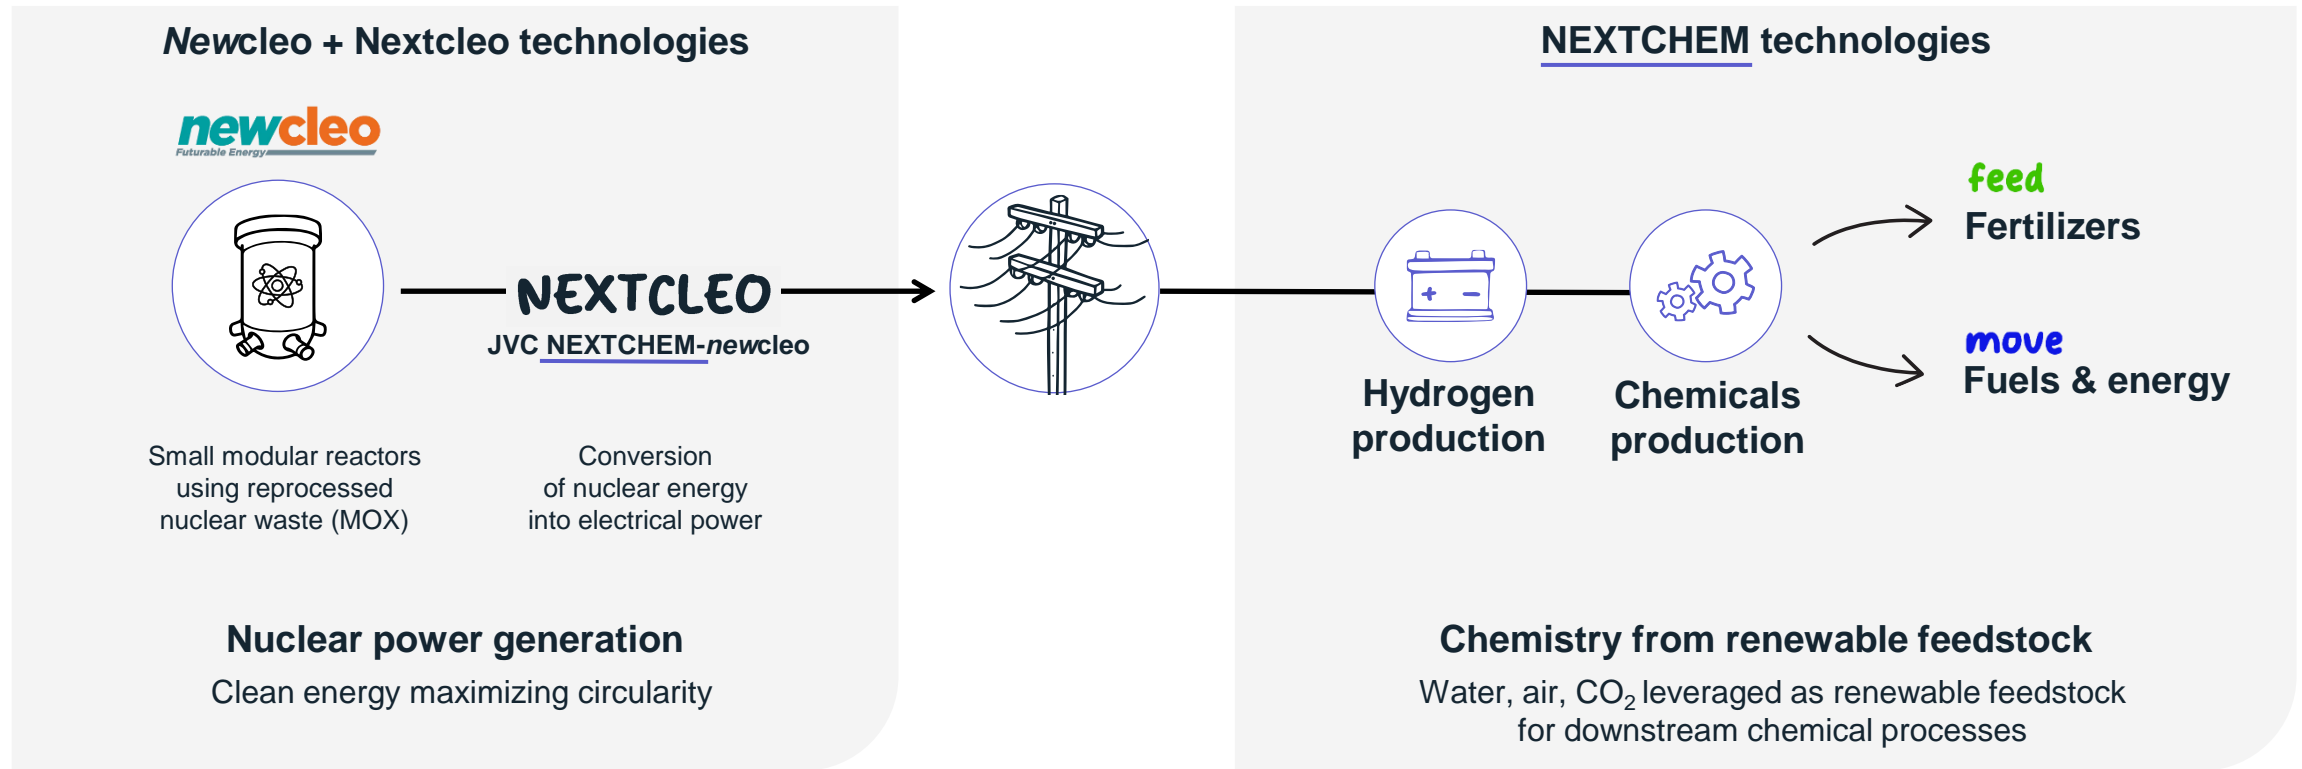 Newcleo + Nextcleo technologies
newcleo
Futurable Energy
NEXTCLEO
JVC NEXTCHEM-newcleo
Small modular reactors
using reprocessed
nuclear waste (MOX)
Conversion
of nuclear energy
into electrical power
Nuclear power generation
Clean energy maximizing circularity
NEXTCHEM technologies
+ −
Hydrogen
production
Chemicals
production
feed
Fertilizers
move
Fuels & energy
Chemistry from renewable feedstock
Water, air, CO₂ leveraged as renewable feedstock
for downstream chemical processes